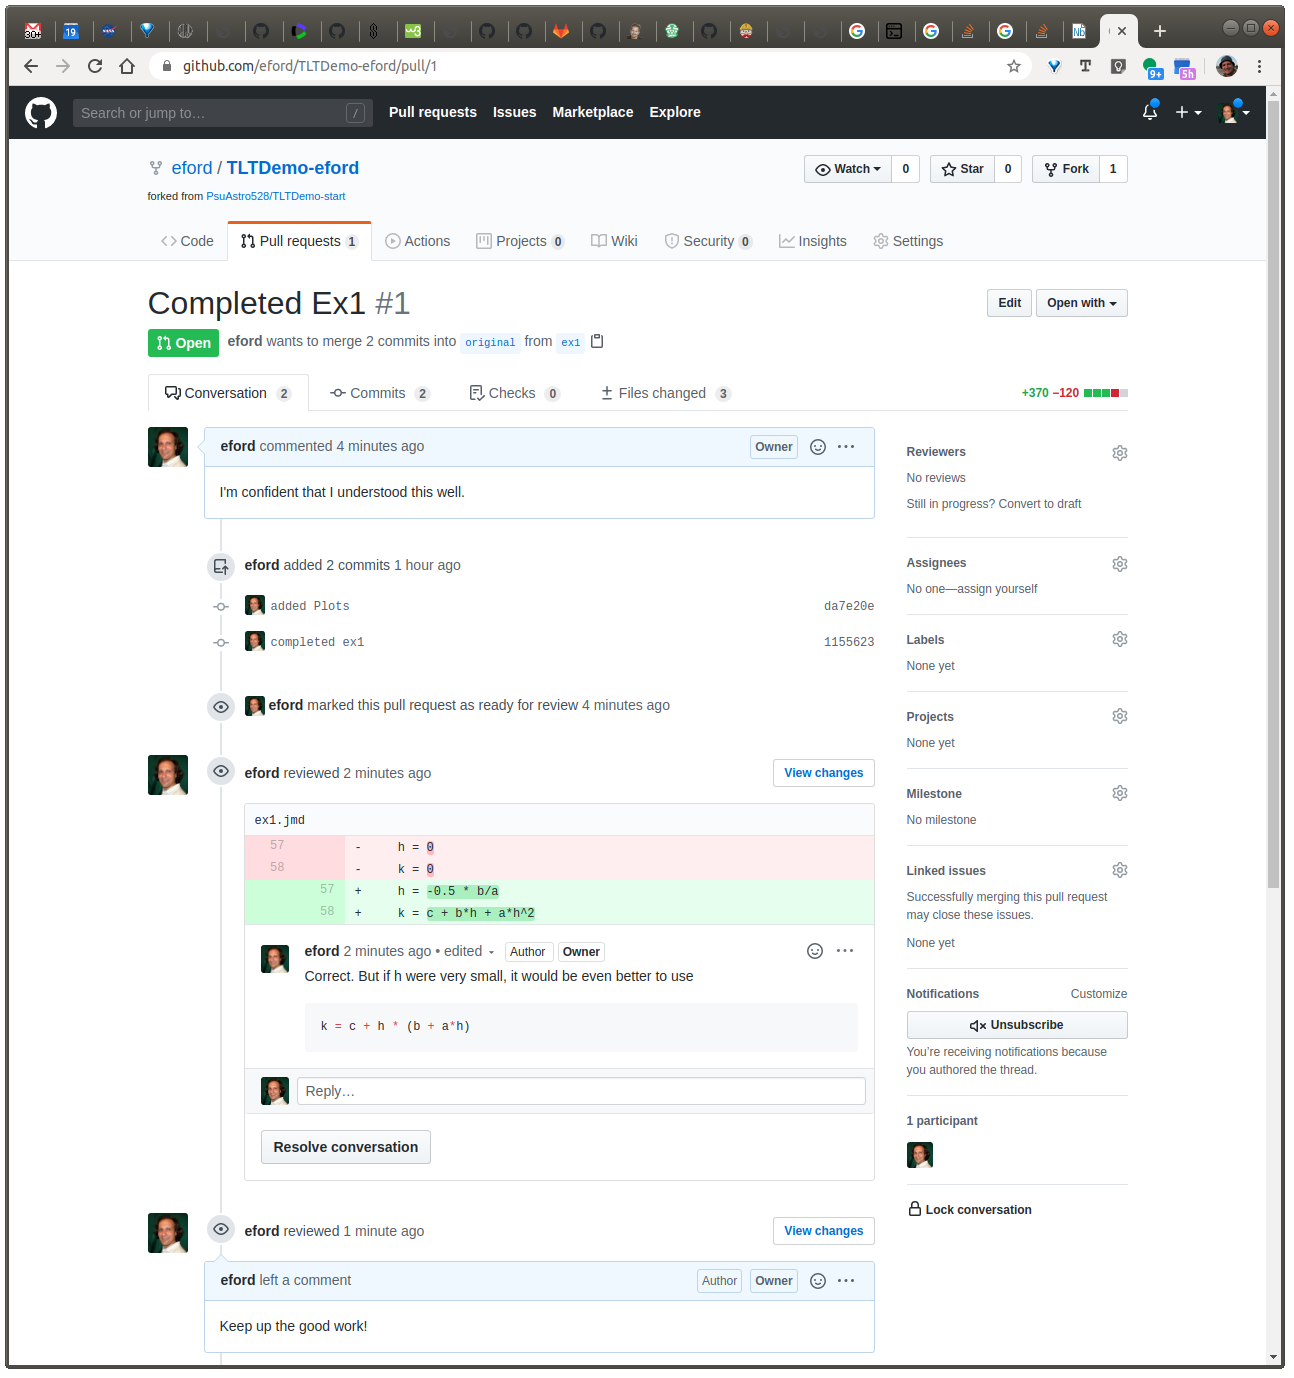 30+
19
w3
Nb
github.com/eford/TLTDemo-eford/pull/1
T
9+
5h
Search or jump to…
/
Pull requests Issues Marketplace Explore
eford / TLTDemo-eford
Watch 0
Star 0
Fork 1
forked from PsuAstro528/TLTDemo-start
Code
Pull requests 1
Actions
Projects 0
Wiki
Security 0
Insights
Settings
Completed Ex1 #1
Edit
Open with
Open
eford wants to merge 2 commits into original from ex1
Conversation 2
Commits 2
Checks 0
Files changed 3
+370 −120
eford commented 4 minutes ago
Owner
I'm confident that I understood this well.
eford added 2 commits 1 hour ago
added Plots da7e20e
completed ex1 1155623
eford marked this pull request as ready for review 4 minutes ago
eford reviewed 2 minutes ago
View changes
ex1.jmd
57 - h = 0
58 - k = 0
57 + h = -0.5 * b/a
58 + k = c + b*h + a*h^2
eford 2 minutes ago • edited
Author
Owner
Correct. But if h were very small, it would be even better to use
k = c + h * (b + a*h)
Reply…
Resolve conversation
eford reviewed 1 minute ago
View changes
eford left a comment
Author
Owner
Keep up the good work!
Reviewers
No reviews
Still in progress? Convert to draft
Assignees
No one—assign yourself
Labels
None yet
Projects
None yet
Milestone
No milestone
Linked issues
Successfully merging this pull request
may close these issues.
None yet
Notifications
Customize
Unsubscribe
You're receiving notifications because
you authored the thread.
1 participant
Lock conversation